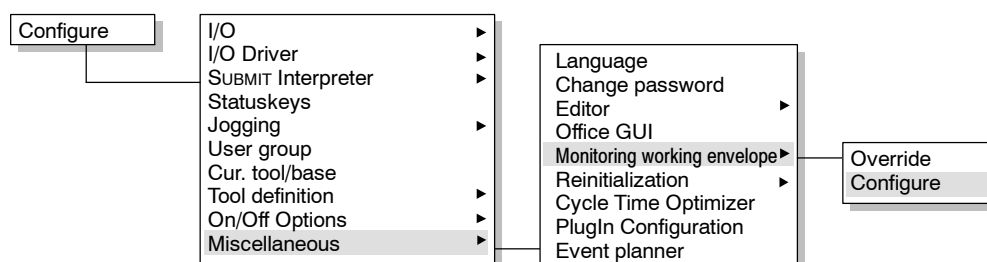 Configure
I/O
I/O Driver
SUBMIT Interpreter
Statuskeys
Jogging
User group
Cur. tool/base
Tool definition
On/Off Options
Miscellaneous
Language
Change password
Editor
Office GUI
Monitoring working envelope
Reinitialization
Cycle Time Optimizer
PlugIn Configuration
Event planner
Override
Configure